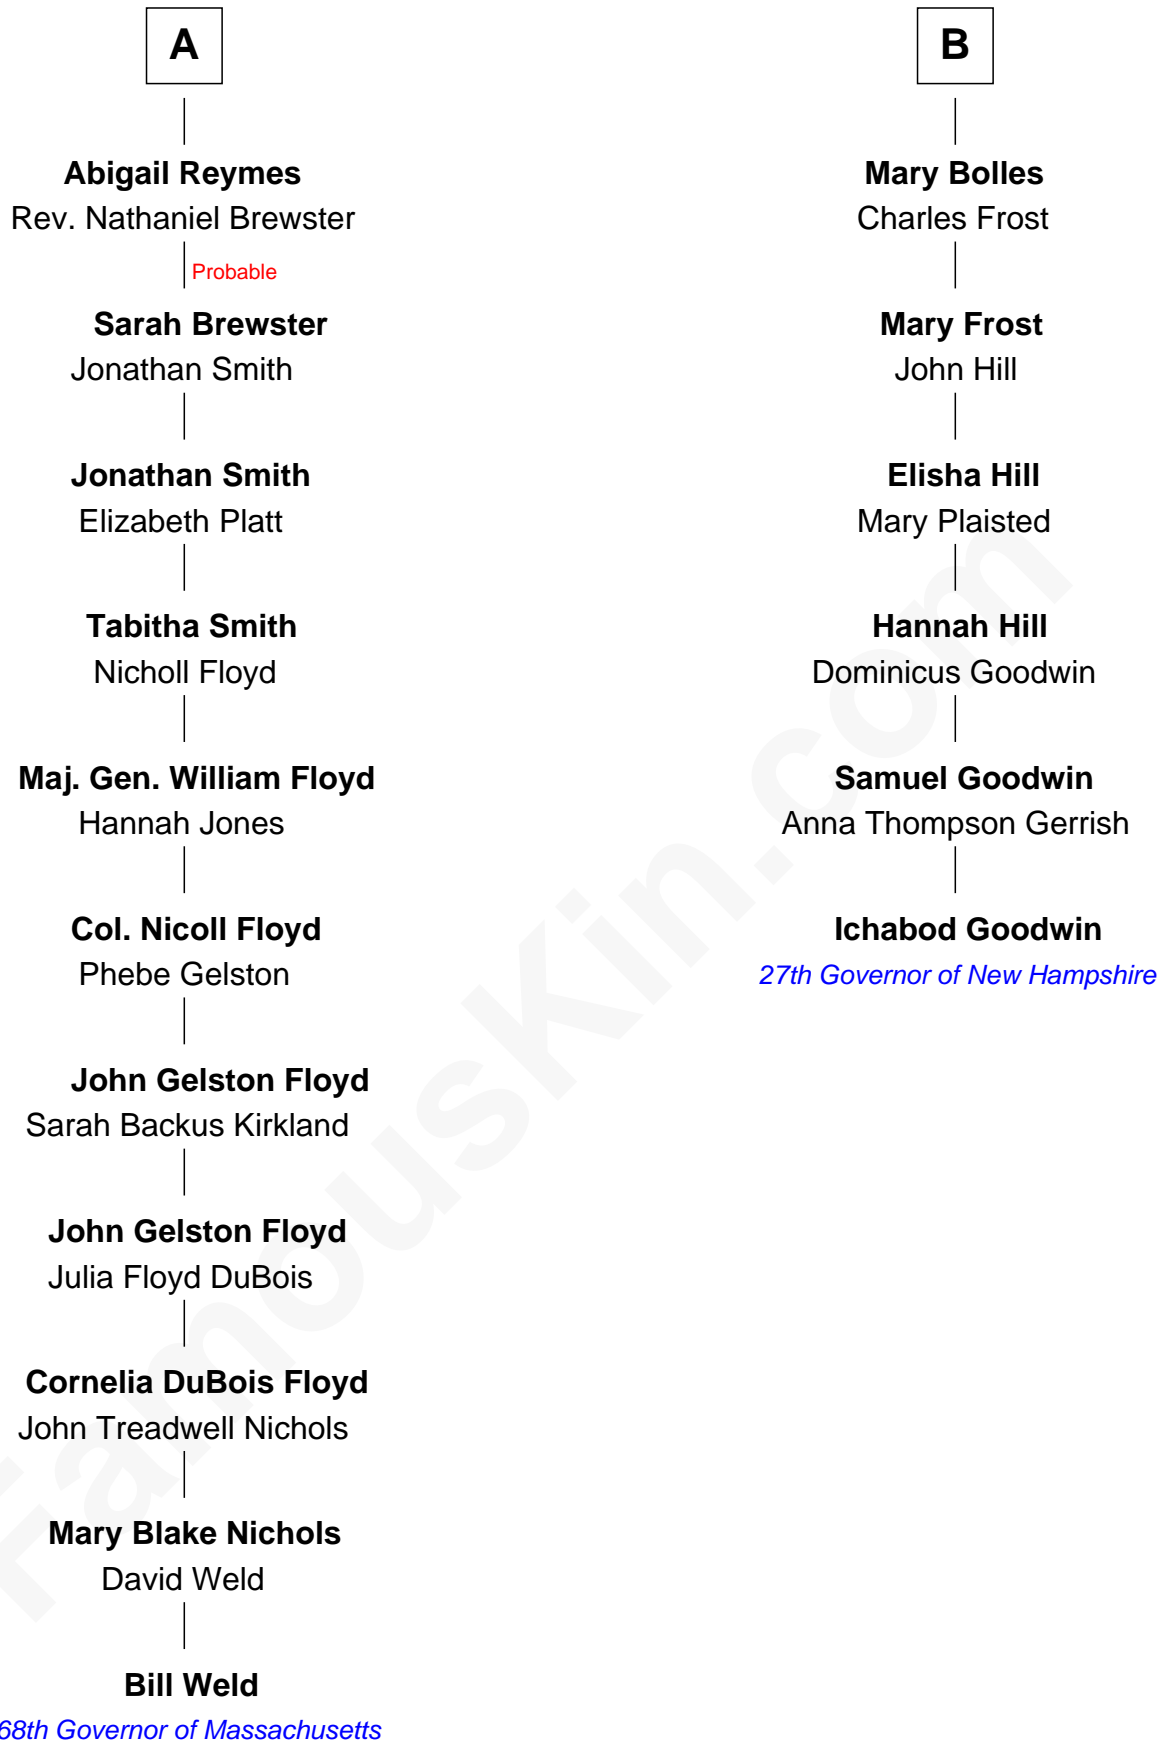 A
Abigail Reymes
Rev. Nathaniel Brewster
Probable
Sarah Brewster
Jonathan Smith
Jonathan Smith
Elizabeth Platt
Tabitha Smith
Nicholl Floyd
Maj. Gen. William Floyd
Hannah Jones
Col. Nicoll Floyd
Phebe Gelston
John Gelston Floyd
Sarah Backus Kirkland
John Gelston Floyd
Julia Floyd DuBois
Cornelia DuBois Floyd
John Treadwell Nichols
Mary Blake Nichols
David Weld
Bill Weld
68th Governor of Massachusetts
B
Mary Bolles
Charles Frost
Mary Frost
John Hill
Elisha Hill
Mary Plaisted
Hannah Hill
Dominicus Goodwin
Samuel Goodwin
Anna Thompson Gerrish
Ichabod Goodwin
27th Governor of New Hampshire
FamousKin.com